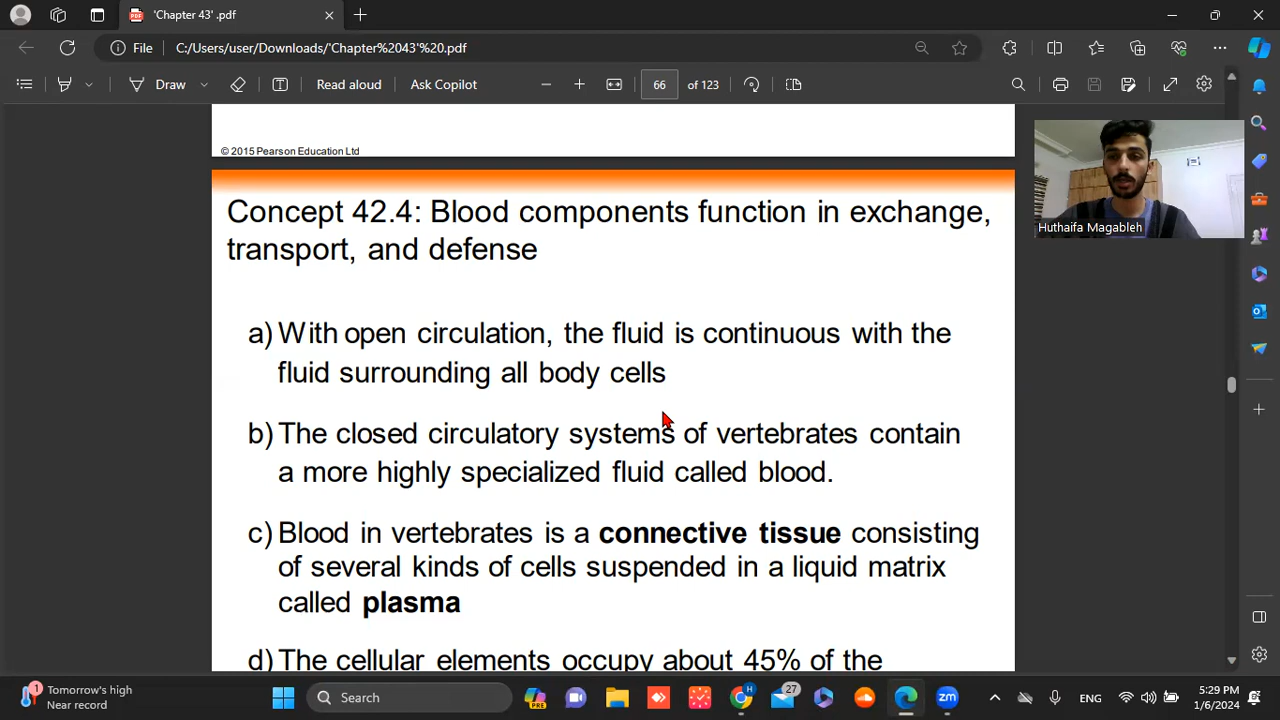 'Chapter 43' .pdf
File
C:/Users/user/Downloads/'Chapter%2043'%20.pdf
Draw
Read aloud
Ask Copilot
66
of 123
© 2015 Pearson Education Ltd
Concept 42.4: Blood components function in exchange,
transport, and defense
a) With open circulation, the fluid is continuous with the
fluid surrounding all body cells
b) The closed circulatory systems of vertebrates contain
a more highly specialized fluid called blood.
c) Blood in vertebrates is a connective tissue consisting
of several kinds of cells suspended in a liquid matrix
called plasma
d) The cellular elements occupy about 45% of the
Huthaifa Magableh
1
Tomorrow's high
Near record
Search
PRE
H
27
zm
ENG
5:29 PM
1/6/2024